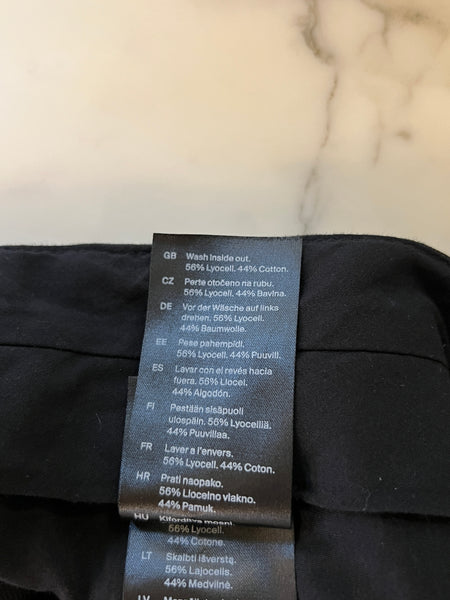 GB Wash inside out.
56% Lyocell. 44% Cotton.
CZ Perte otočeno na rubu.
56% Lyocell. 44% Bavlna.
DE Vor der Wäsche auf links
drehen. 56% Lyocell.
44% Baumwolle.
EE Pese pahempidi.
56% Lyocell. 44% Puuvill.
ES Lavar con el revés hacia
fuera. 56% Liocel.
44% Algodón.
FI Pestään sisäpuoli
ulospäin. 56% Lyocelliä.
44% Puuvillaa.
FR Laver a l'envers.
56% Lyocell. 44% Coton.
HR Prati naopako.
56% Liocelno vlakno.
44% Pamuk.
HU
56% Lyocell
44% Cotone.
LT Skalbti išverstą.
56% Lajocelis.
44% Medvilnė.
LV